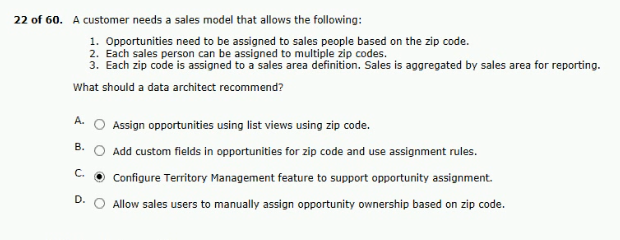 22 of 60. A customer needs a sales model that allows the following:
1. Opportunities need to be assigned to sales people based on the zip code.
2. Each sales person can be assigned to multiple zip codes.
3. Each zip code is assigned to a sales area definition. Sales is aggregated by sales area for reporting.
What should a data architect recommend?
A. Assign opportunities using list views using zip code.
B. Add custom fields in opportunities for zip code and use assignment rules.
C. Configure Territory Management feature to support opportunity assignment.
D. Allow sales users to manually assign opportunity ownership based on zip code.